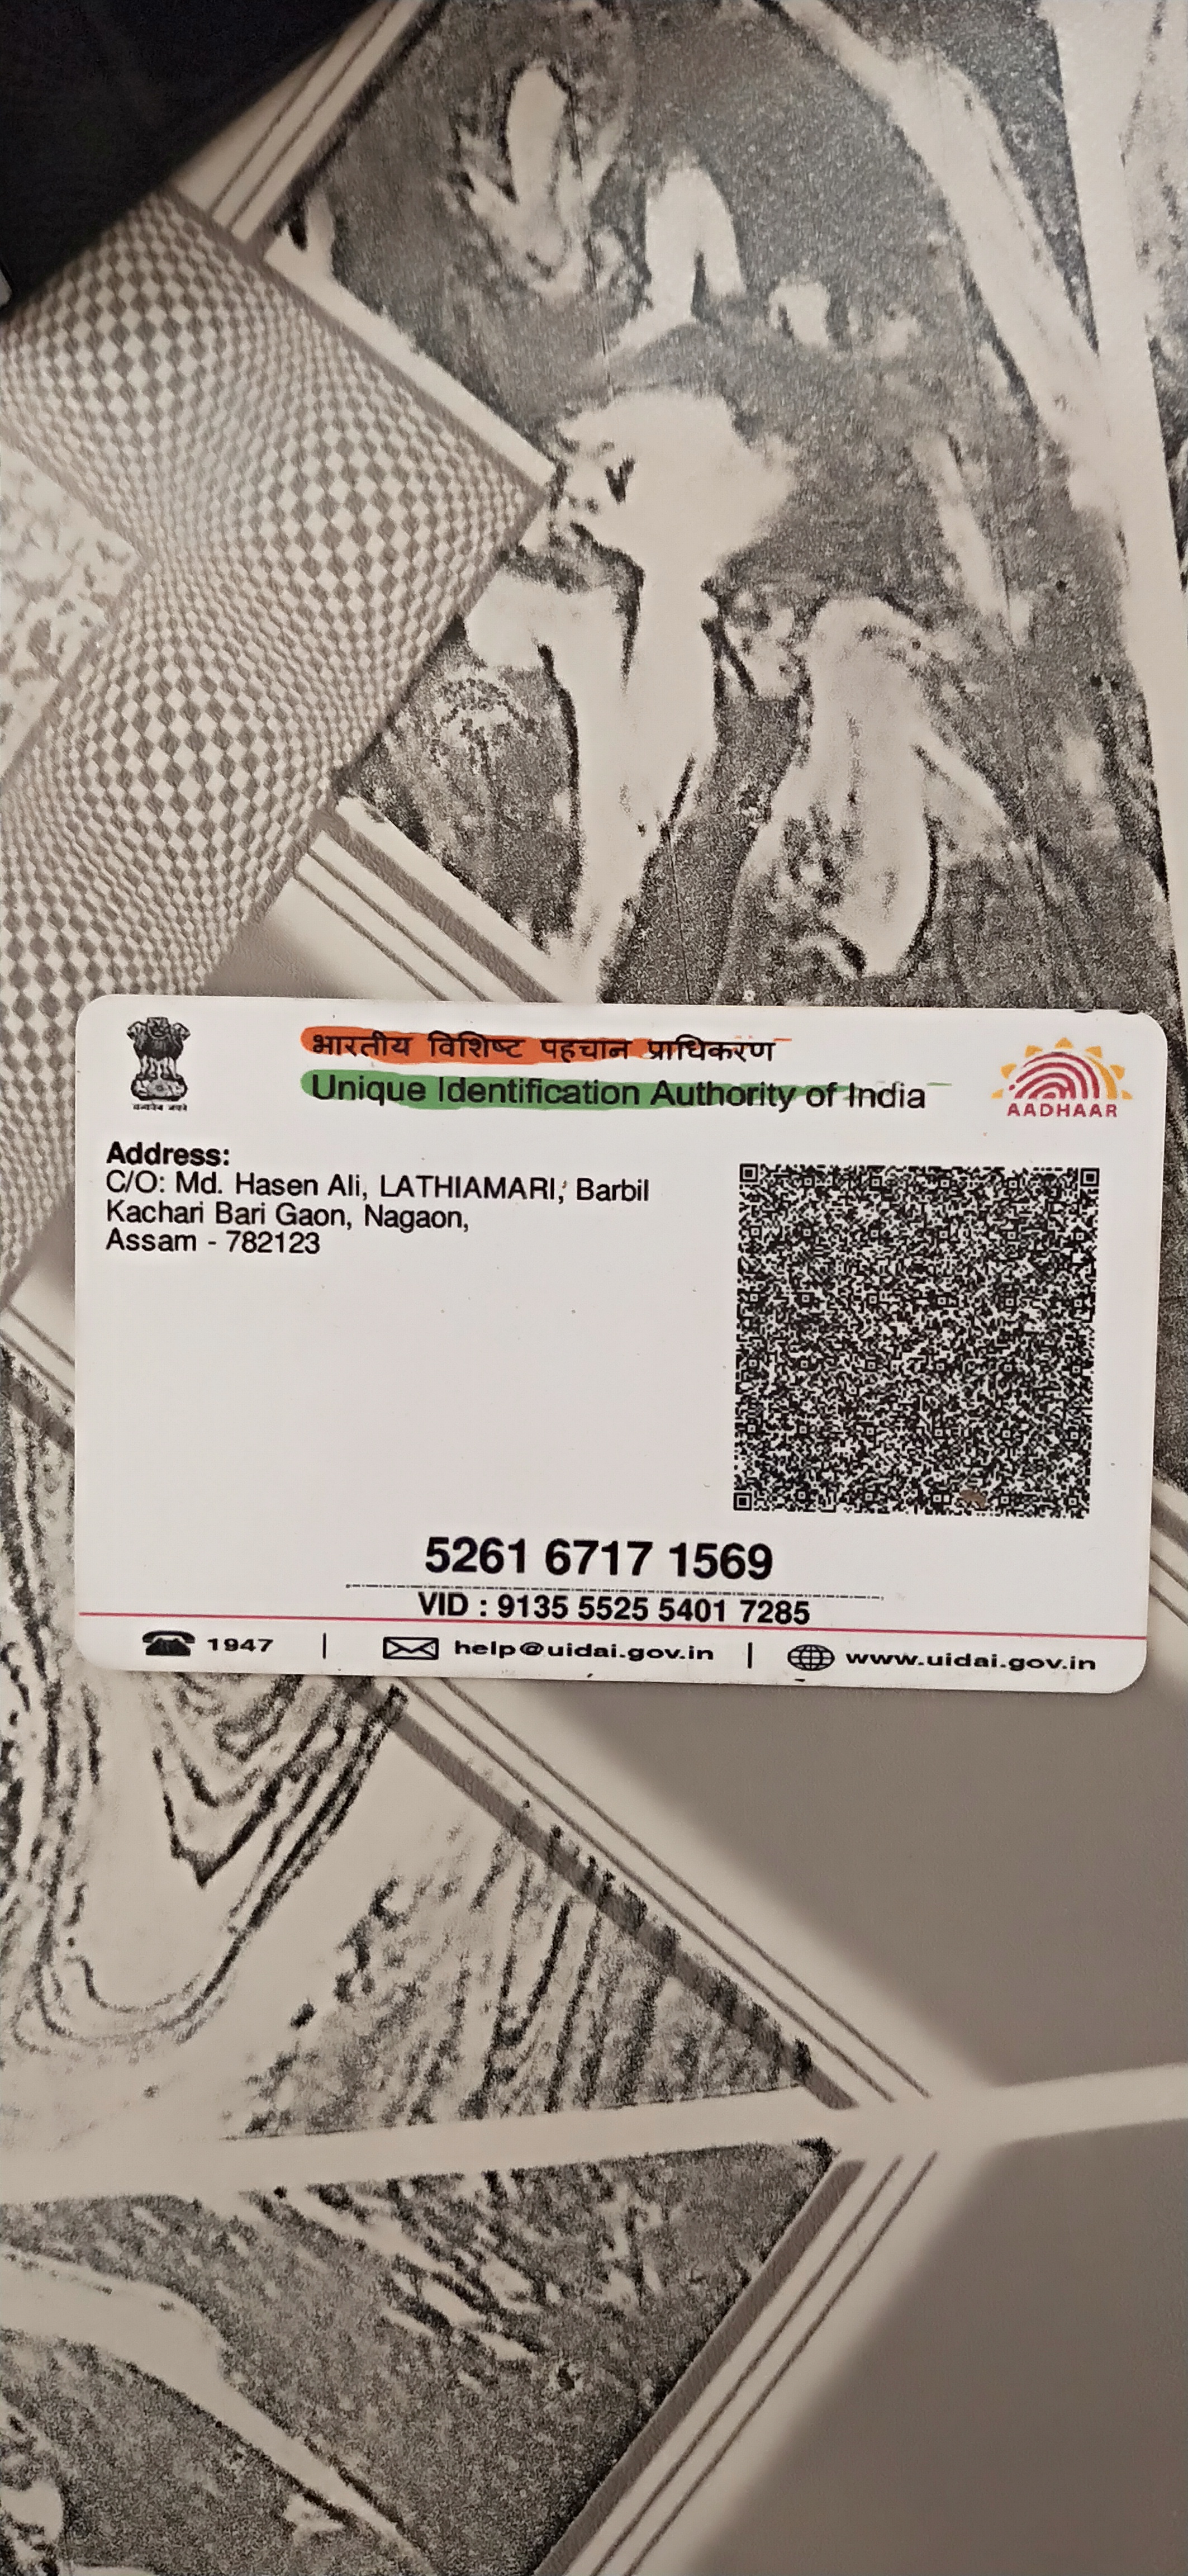 भारतीय विशिष्ट पहचान प्राधिकरण
Unique Identification Authority of India
AADHAAR
Address:
C/O: Md. Hasen Ali, LATHIAMARI, Barbil
Kachari Bari Gaon, Nagaon,
Assam - 782123
5261 6717 1569
VID : 9135 5525 5401 7285
1947 | help@uidai.gov.in | www.uidai.gov.in